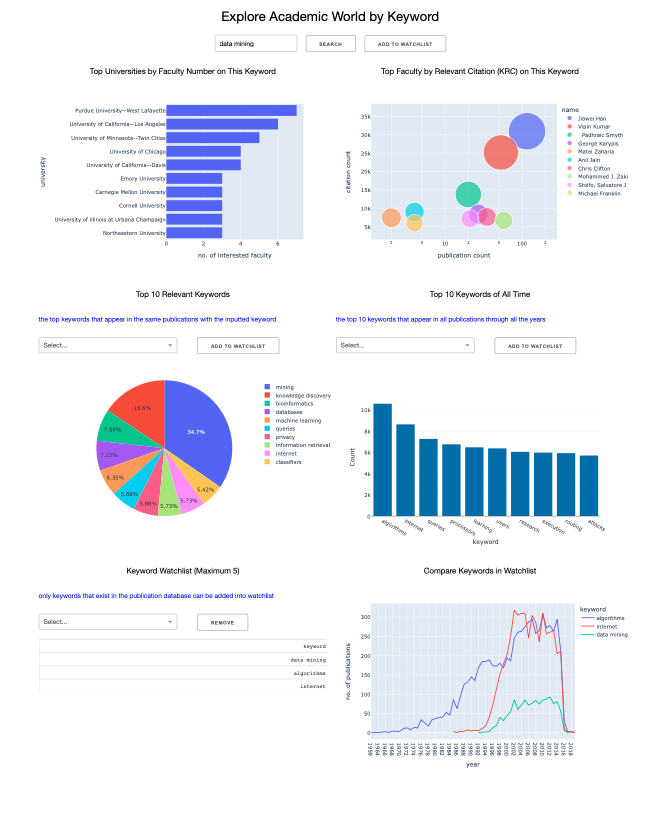 Explore Academic World by Keyword
data mining
SEARCH
ADD TO WATCHLIST
Top Universities by Faculty Number on This Keyword
Purdue University--West Lafayette
University of California--Los Angeles
University of Minnesota--Twin Cities
University of Chicago
University of California--Davis
Emory University
Carnegie Mellon University
Cornell University
University of illinois at Urbana Champaign
Northeastern University
university
0 2 4 6
no. of interested faculty
Top Faculty by Relevant Citation (KRC) on This Keyword
35k
30k
25k
20k
15k
10k
5k
citation count
2 5 10 2 5 100 2
publication count
name
Jiawei Han
Vipin Kumar
Padhraic Smyth
George Karypis
Matei Zaharia
Anil Jain
Chris Clifton
Mohammed J. Zaki
Stolfo, Salvatore J
Michael Franklin
Top 10 Relevant Keywords
the top keywords that appear in the same publications with the inputted keyword
Select...
ADD TO WATCHLIST
34.7%
15.6%
7.59%
7.12%
6.35%
5.88%
5.88%
5.73%
5.73%
5.42%
mining
knowledge discovery
bioinformatics
databases
machine learning
queries
privacy
information retrieval
internet
classifiers
Top 10 Keywords of All Time
the top 10 keywords that appear in all publications through all the years
Select...
ADD TO WATCHLIST
10k
8k
6k
4k
2k
0
Count
algorithms internet queries processors learning users research execution routing attacks
keyword
Keyword Watchlist (Maximum 5)
only keywords that exist in the publication database can be added into watchlist
Select...
REMOVE
keyword
data mining
algorithms
internet
Compare Keywords in Watchlist
300
250
200
150
100
50
0
no. of publications
1959 1964 1966 1968 1970 1972 1974 1976 1978 1980 1982 1984 1986 1988 1990 1992 1994 1996 1998 2000 2002 2004 2006 2008 2010 2012 2014 2016 2018
year
keyword
algorithms
internet
data mining